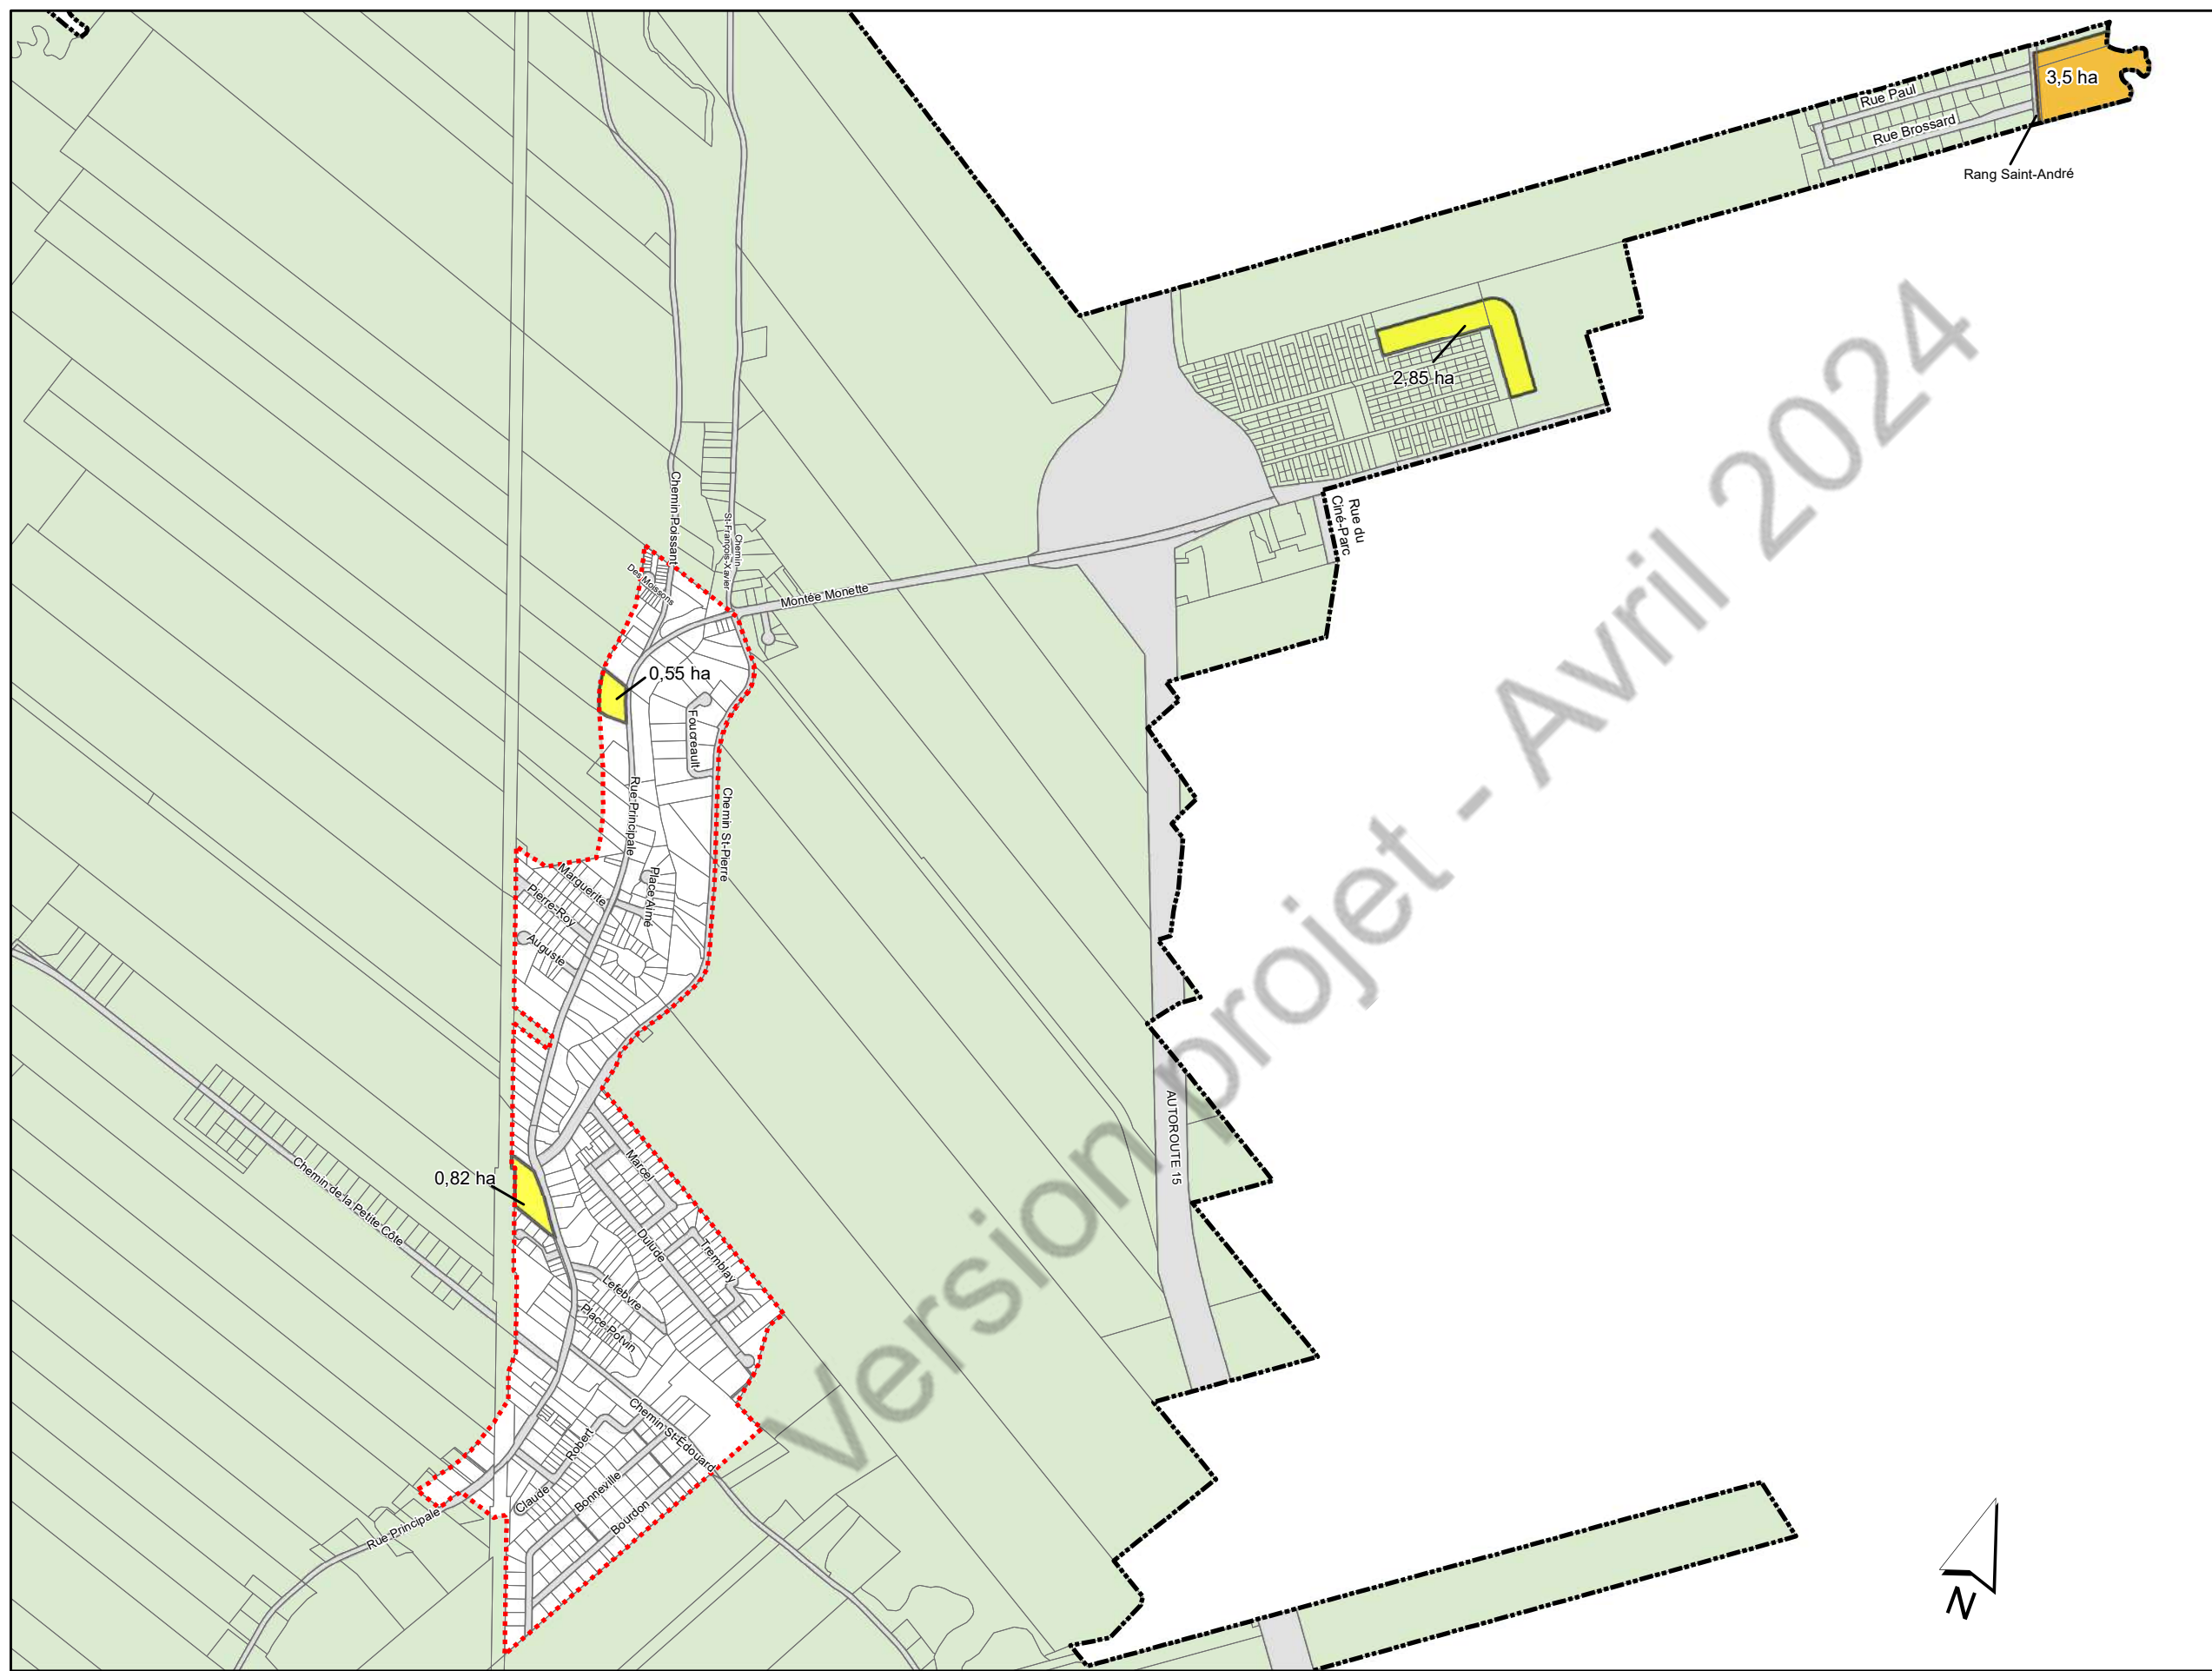 3,5 ha
Rue Paul
Rue Brossard
Rang Saint-André
2,85 ha
Rue du
Ciné-Parc
Chemin Poissant
Chemin
St-François-Xavier
Des Moissons
Montée Monette
0,55 ha
Foucreault
Rue Principale
Chemin St-Pierre
Marguerite
Place Aimé
Pierre-Roy
Auguste
AUTOROUTE 15
Marcel
0,82 ha
Chemin de la Petite Côte
Dulude
Tremblay
Lefebvre
Place Potvin
Chemin St-Édouard
Robert
Claude
Bonneville
Bourdon
Rue Principale
Version projet - Avril 2024
N